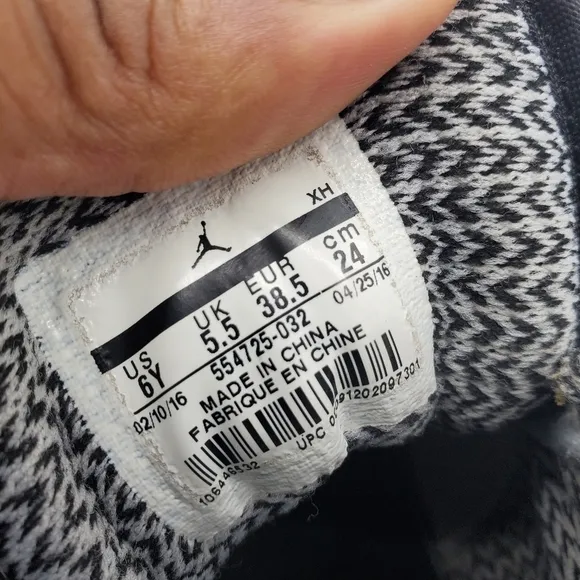 XH
US UK EUR cm
6Y 5.5 38.5 24
02/10/16 554725-032 04/25/16
MADE IN CHINA
FABRIQUE EN CHINE
UPC